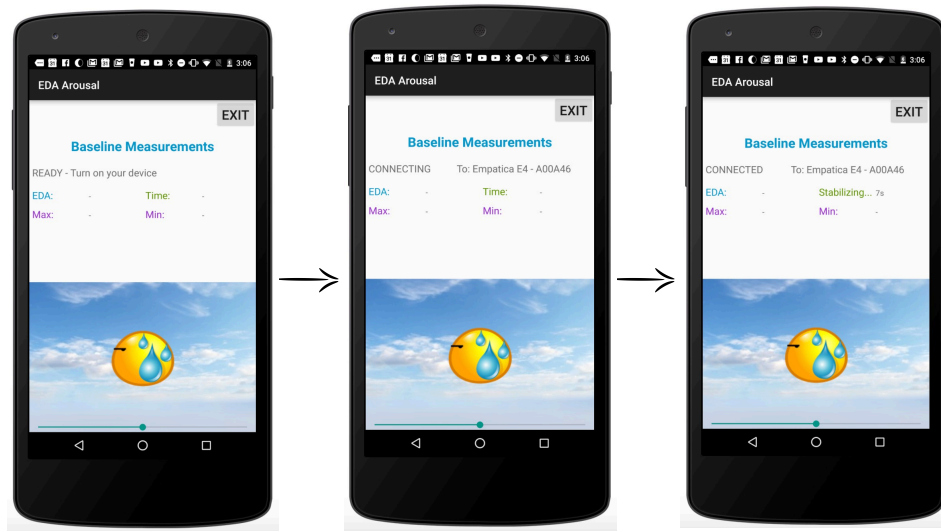 3:06
EDA Arousal
EXIT
Baseline Measurements
READY - Turn on your device
EDA: - Time: -
Max: - Min: -
3:06
EDA Arousal
EXIT
Baseline Measurements
CONNECTING To: Empatica E4 - A00A46
EDA: - Time: -
Max: - Min: -
3:06
EDA Arousal
EXIT
Baseline Measurements
CONNECTED To: Empatica E4 - A00A46
EDA: - Stabilizing... 7s
Max: - Min: -